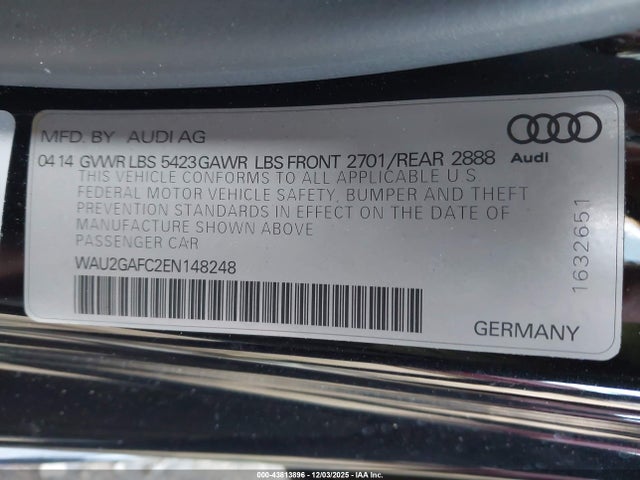 MFD. BY AUDI AG
04 14 GVWR LBS 5423 GAWR LBS FRONT 2701/REAR 2888
Audi
THIS VEHICLE CONFORMS TO ALL APPLICABLE U S
FEDERAL MOTOR VEHICLE SAFETY, BUMPER AND THEFT
PREVENTION STANDARDS IN EFFECT ON THE DATE OF
MANUFACTURE SHOWN ABOVE
PASSENGER CAR
WAU2GAFC2EN148248
1632651
GERMANY
000-43813896 - 12/03/2025 - IAA Inc.